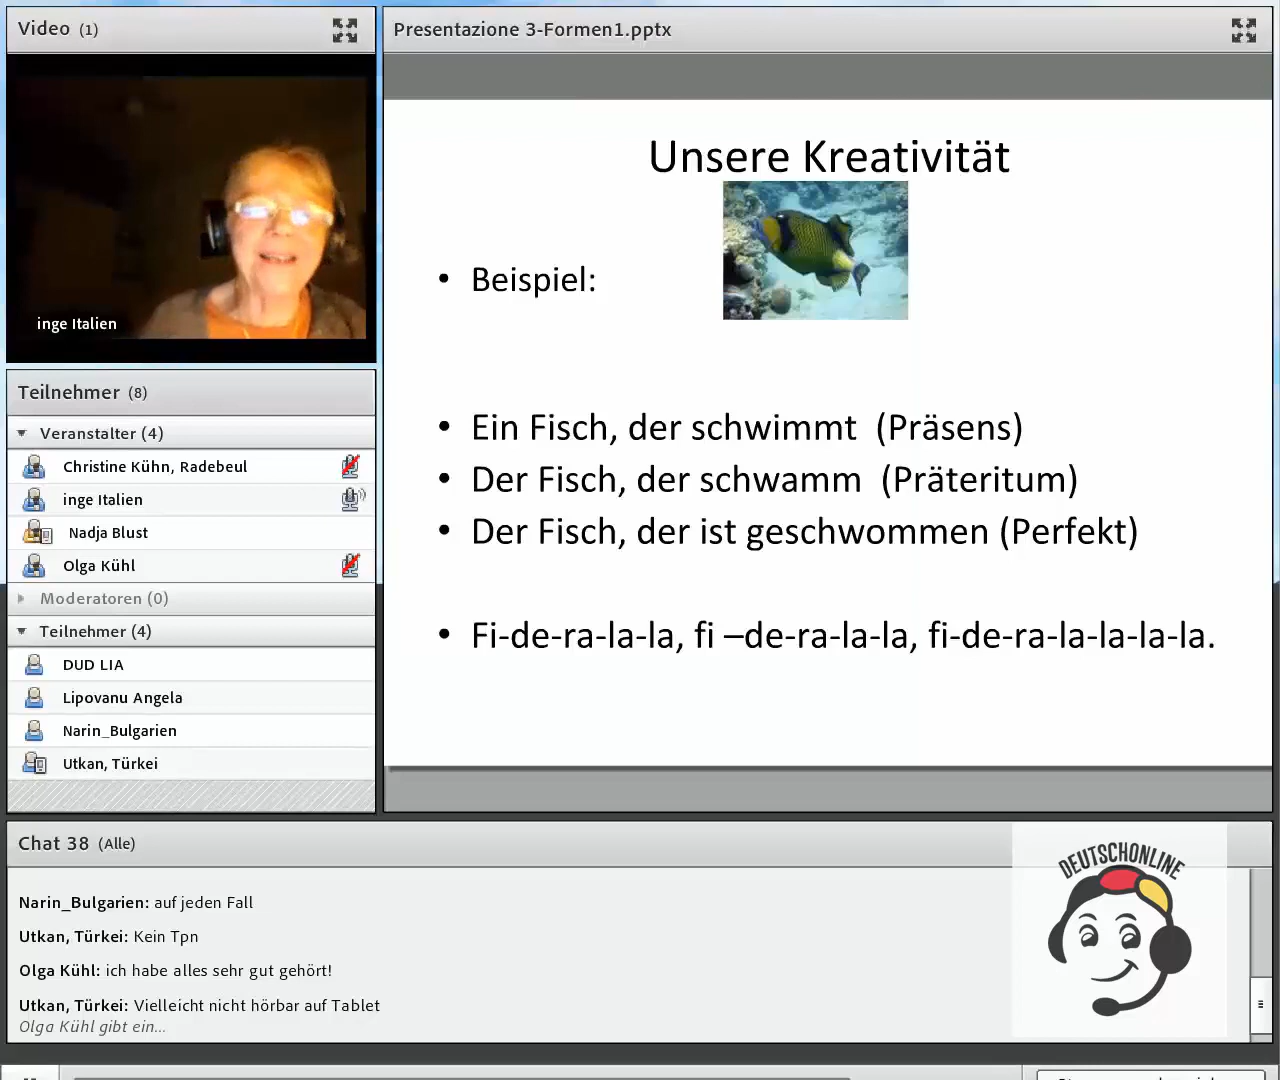 Video (1)
inge Italien
Teilnehmer (8)
Veranstalter (4)
Christine Kühn, Radebeul
inge Italien
Nadja Blust
Olga Kühl
Moderatoren (0)
Teilnehmer (4)
DUD LIA
Lipovanu Angela
Narin_Bulgarien
Utkan, Türkei
Presentazione 3-Formen1.pptx
Unsere Kreativität
• Beispiel:
• Ein Fisch, der schwimmt (Präsens)
• Der Fisch, der schwamm (Präteritum)
• Der Fisch, der ist geschwommen (Perfekt)
• Fi-de-ra-la-la, fi –de-ra-la-la, fi-de-ra-la-la-la-la.
Chat 38 (Alle)
Narin_Bulgarien: auf jeden Fall
Utkan, Türkei: Kein Tpn
Olga Kühl: ich habe alles sehr gut gehört!
Utkan, Türkei: Vielleicht nicht hörbar auf Tablet
Olga Kühl gibt ein...
DEUTSCHONLINE